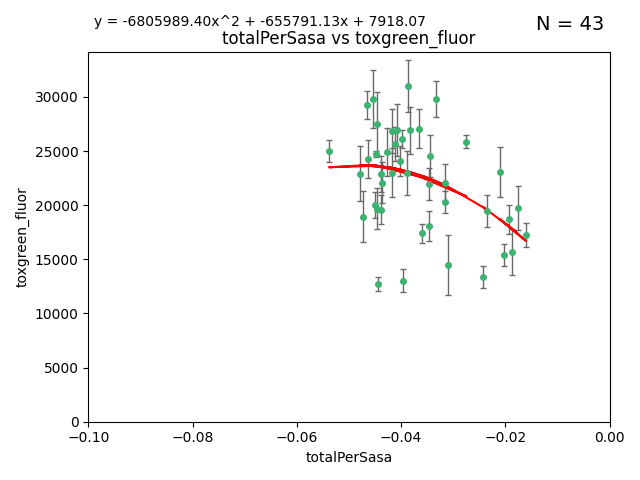 y = -6805989.40x^2 + -655791.13x + 7918.07
N = 43
totalPerSasa vs toxgreen_fluor
30000
25000
20000
15000
10000
5000
0
toxgreen_fluor
−0.10 −0.08 −0.06 −0.04 −0.02 0.00
totalPerSasa